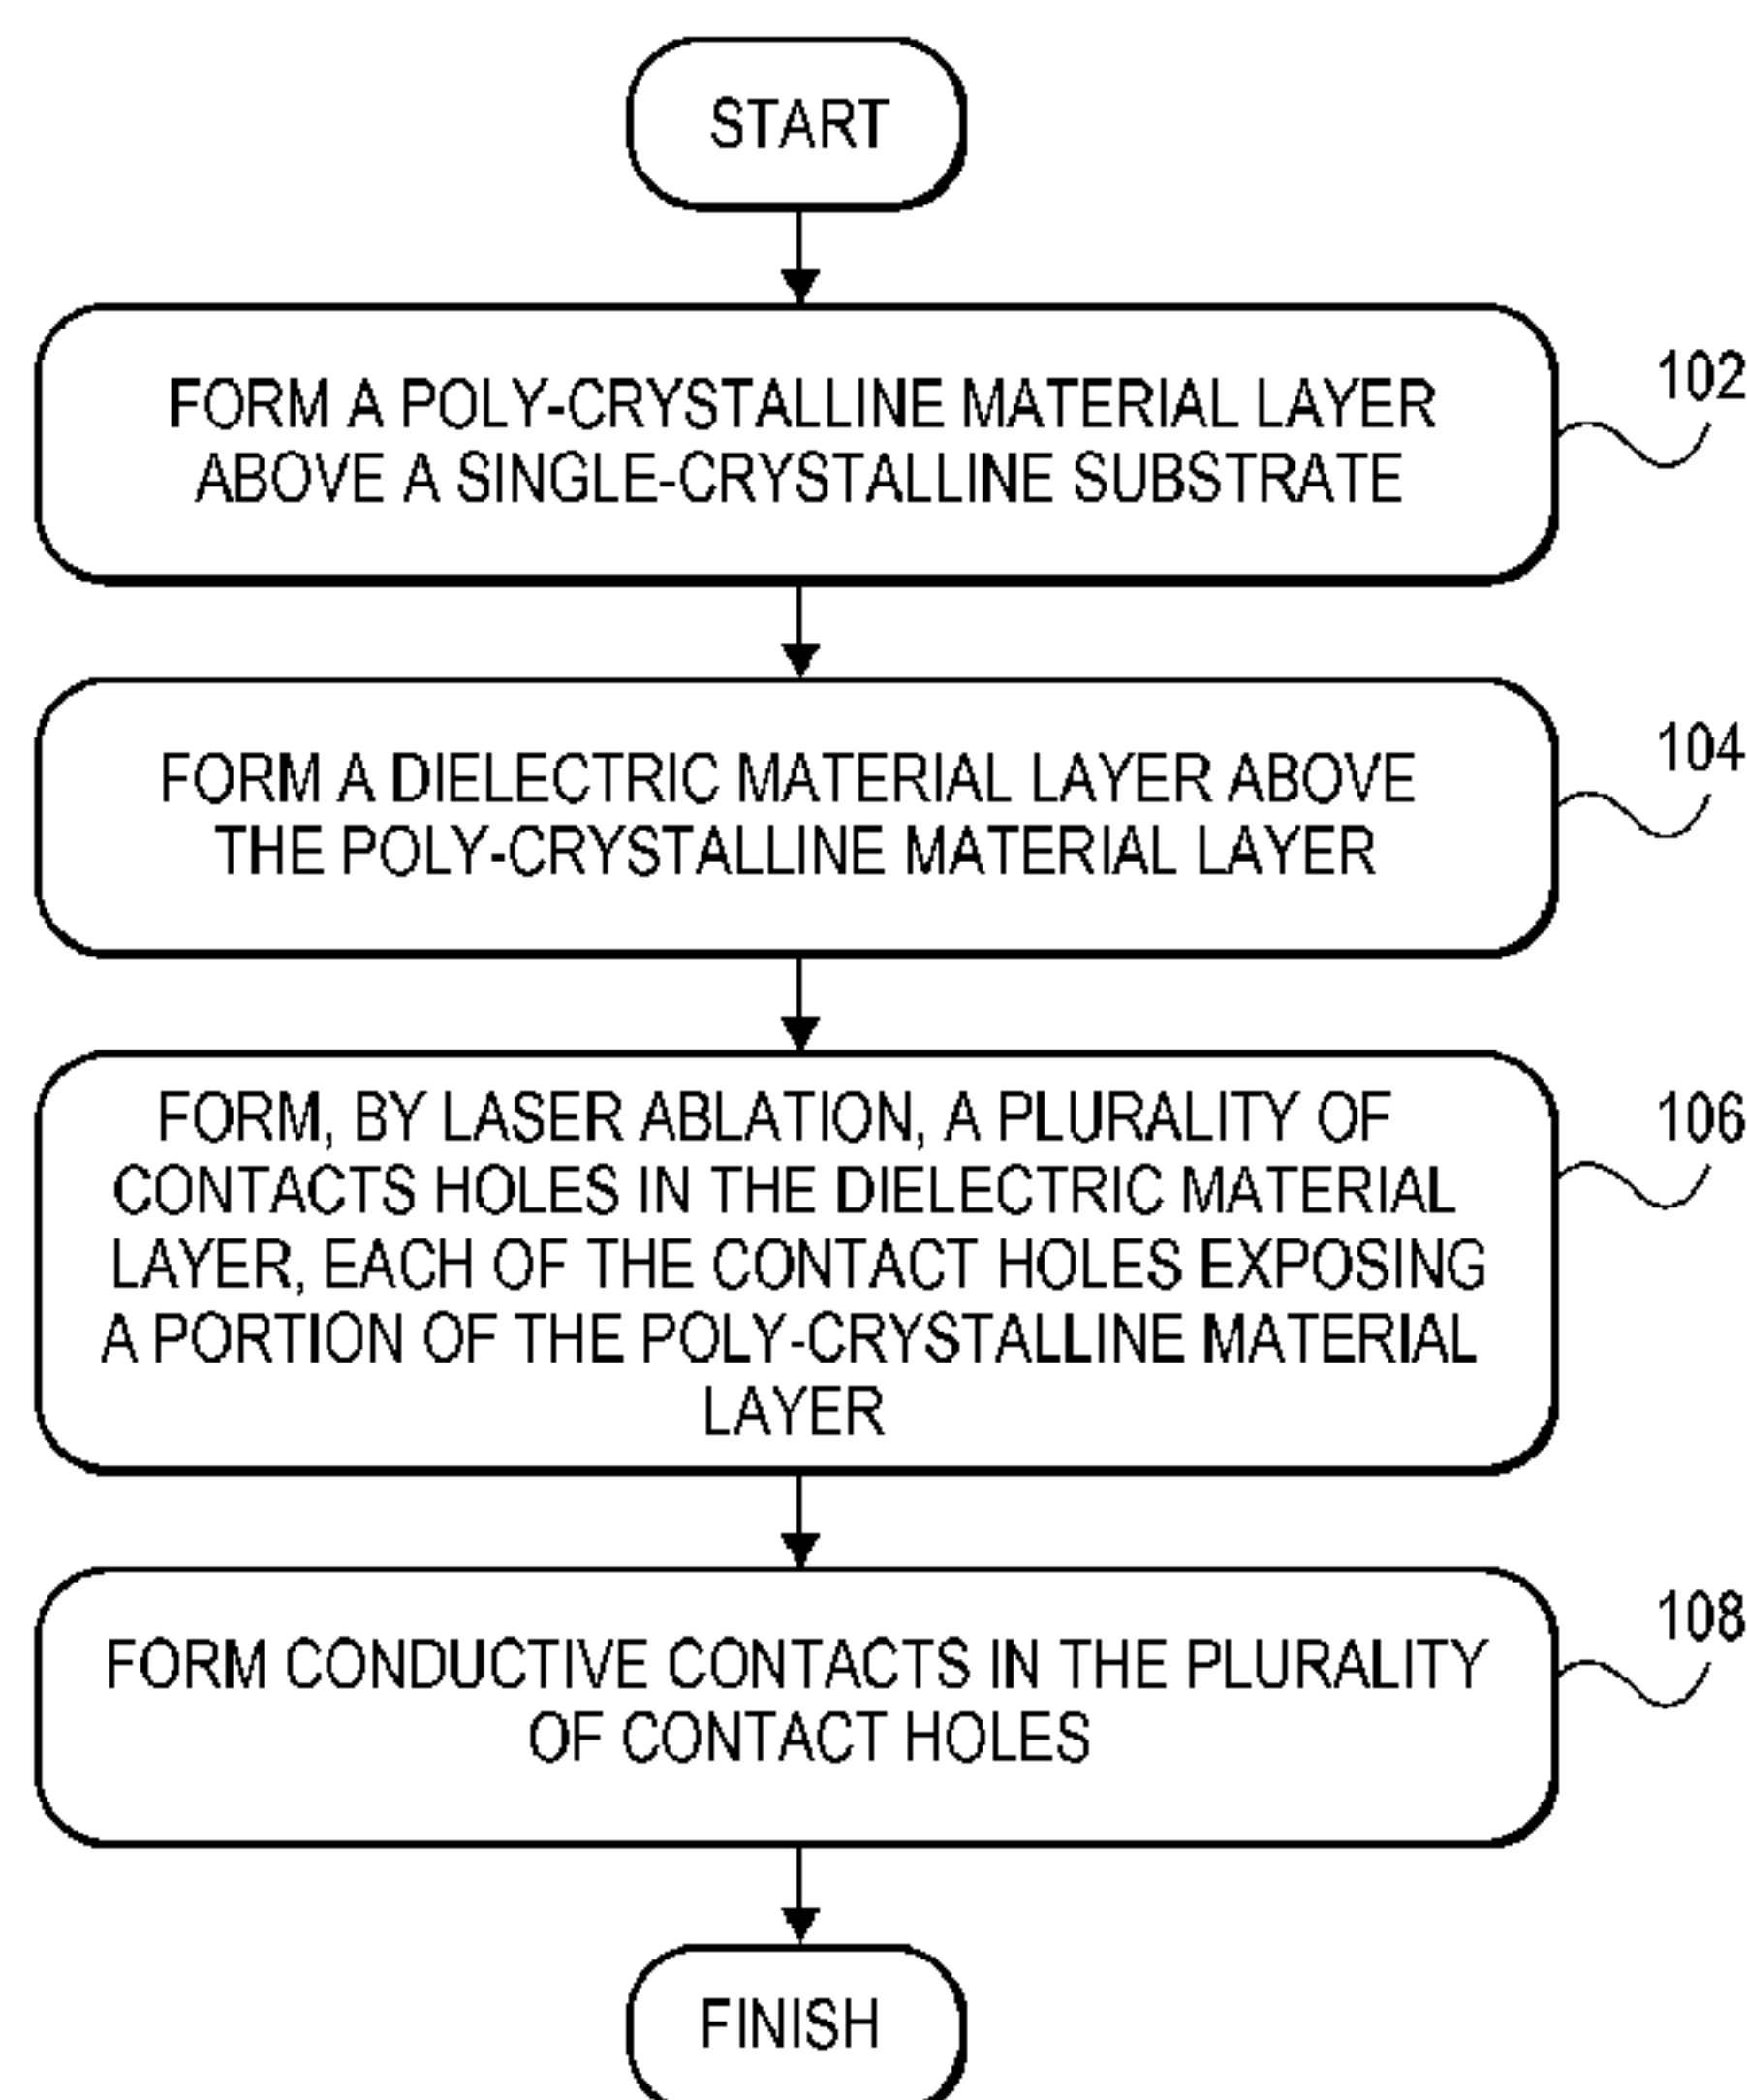 START
FORM A POLY-CRYSTALLINE MATERIAL LAYER
ABOVE A SINGLE-CRYSTALLINE SUBSTRATE
102
FORM A DIELECTRIC MATERIAL LAYER ABOVE
THE POLY-CRYSTALLINE MATERIAL LAYER
104
FORM, BY LASER ABLATION, A PLURALITY OF
CONTACTS HOLES IN THE DIELECTRIC MATERIAL
LAYER, EACH OF THE CONTACT HOLES EXPOSING
A PORTION OF THE POLY-CRYSTALLINE MATERIAL
LAYER
106
FORM CONDUCTIVE CONTACTS IN THE PLURALITY
OF CONTACT HOLES
108
FINISH